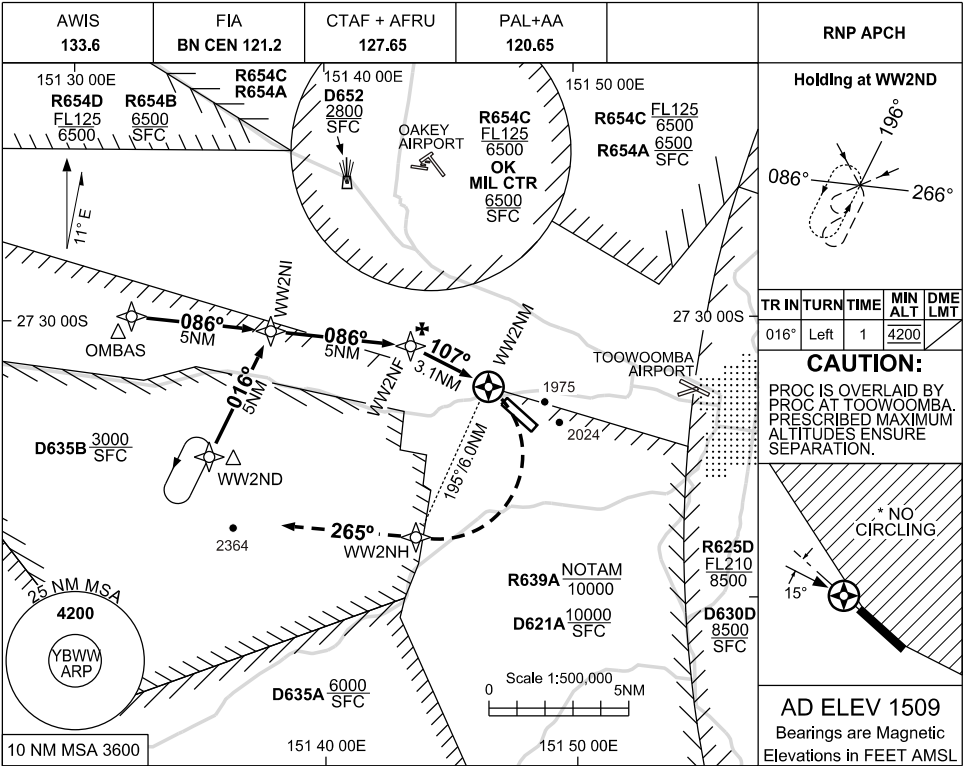 AWIS
133.6
FIA
BN CEN 121.2
CTAF + AFRU
127.65
PAL+AA
120.65
RNP APCH
151 30 00E
R654C
R654A
R654D
FL125
6500
R654B
6500
SFC
151 40 00E
D652
2800
SFC
OAKEY
AIRPORT
R654C
FL125
6500
OK
MIL CTR
6500
SFC
151 50 00E
R654C FL125
6500
R654A 6500
SFC
11° E
Holding at WW2ND
196°
086°
266°
TR IN
TURN
TIME
MIN
ALT
DME
LMT
016°
Left
1
4200
27 30 00S
OMBAS
086°
5NM
WW2NI
086°
5NM
WW2NF
107°
3.1NM
WW2NM
27 30 00S
TOOWOOMBA
AIRPORT
1975
2024
016°
5NM
D635B 3000
SFC
WW2ND
195°/6.0NM
2364
265°
WW2NH
CAUTION:
PROC IS OVERLAID BY
PROC AT TOOWOOMBA.
PRESCRIBED MAXIMUM
ALTITUDES ENSURE
SEPARATION.
* NO
CIRCLING
15°
25 NM MSA
4200
YBWW
ARP
10 NM MSA 3600
R639A NOTAM
10000
D621A 10000
SFC
R625D
FL210
8500
D630D
8500
SFC
D635A 6000
SFC
Scale 1:500,000
0
5NM
151 40 00E
151 50 00E
AD ELEV 1509
Bearings are Magnetic
Elevations in FEET AMSL